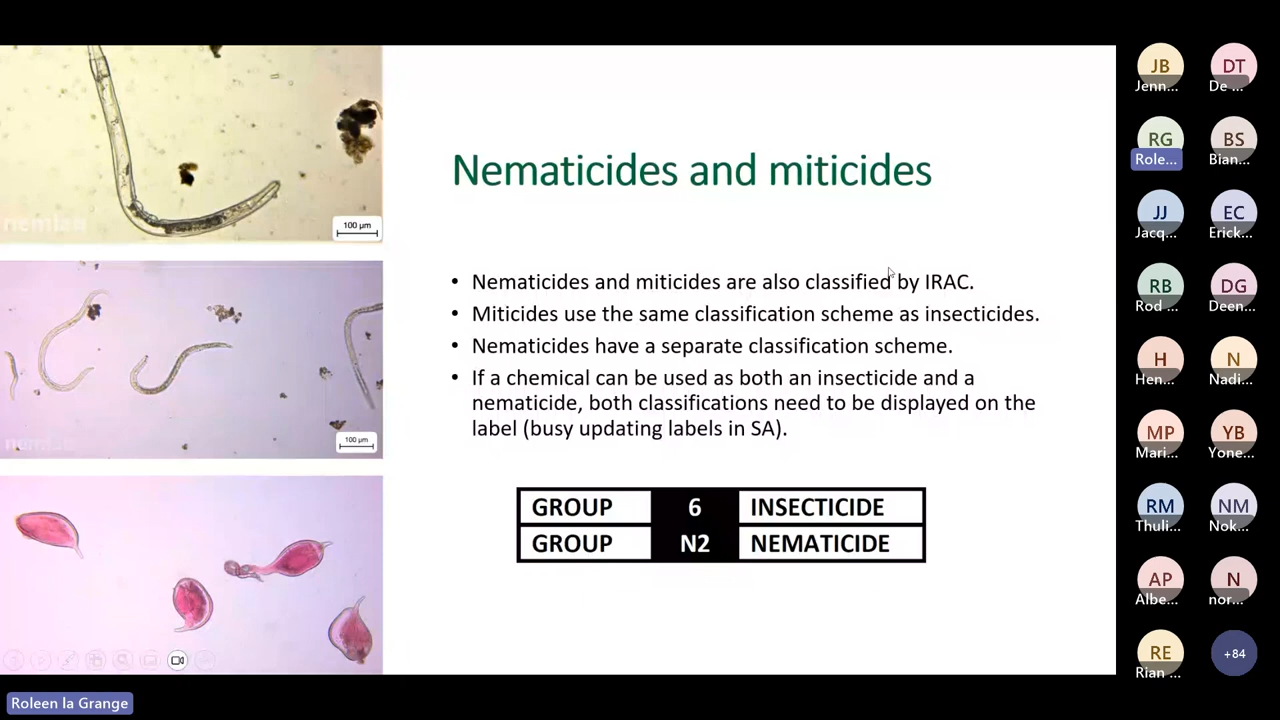 nemlab
100 µm
nemlab
100 µm
Nematicides and miticides
• Nematicides and miticides are also classified by IRAC.
• Miticides use the same classification scheme as insecticides.
• Nematicides have a separate classification scheme.
• If a chemical can be used as both an insecticide and a
nematicide, both classifications need to be displayed on the
label (busy updating labels in SA).
GROUP 6 INSECTICIDE
GROUP N2 NEMATICIDE
JB DT
Jenn... De ...
RG BS
Role... Bian...
JJ EC
Jacq... Erick...
RB DG
Rod ... Deen...
H N
Hen... Nadi...
MP YB
Mari... Yone...
RM NM
Thuli... Nok...
AP N
Albe... nor...
RE +84
Rian ...
Roleen la Grange